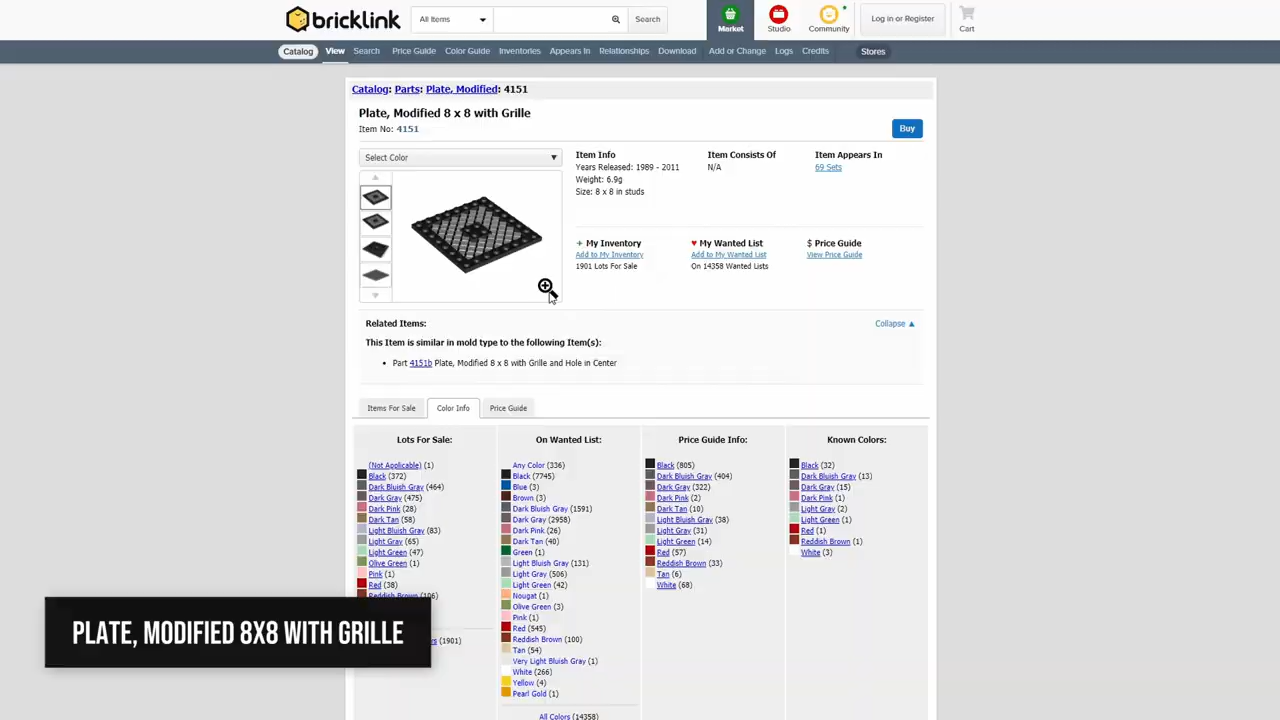 bricklink
All Items
Search
Market
Studio
Community
Log in or Register
Cart
Catalog View Search Price Guide Color Guide Inventories Appears In Relationships Download Add or Change Logs Credits Stores
Catalog: Parts: Plate, Modified: 4151
Plate, Modified 8 x 8 with Grille
Item No: 4151
Buy
Select Color
Item Info
Years Released: 1989 - 2011
Weight: 6.9g
Size: 8 x 8 in studs
Item Consists Of
N/A
Item Appears In
69 Sets
+ My Inventory
Add to My Inventory
1901 Lots For Sale
My Wanted List
Add to My Wanted List
On 14358 Wanted Lists
$ Price Guide
View Price Guide
Related Items:
Collapse ▲
This Item is similar in mold type to the following Item(s):
• Part 4151b Plate, Modified 8 x 8 with Grille and Hole in Center
Items For Sale
Color Info
Price Guide
Lots For Sale:
(Not Applicable) (1)
Black (372)
Dark Bluish Gray (464)
Dark Gray (475)
Dark Pink (28)
Dark Tan (58)
Light Bluish Gray (83)
Light Gray (65)
Light Green (47)
Olive Green (1)
Pink (1)
Red (38)
Reddish Brown (106)
(1901)
On Wanted List:
Any Color (336)
Black (7745)
Blue (3)
Brown (3)
Dark Bluish Gray (1591)
Dark Gray (2958)
Dark Pink (26)
Dark Tan (40)
Green (1)
Light Bluish Gray (131)
Light Gray (506)
Light Green (42)
Nougat (1)
Olive Green (3)
Pink (1)
Red (545)
Reddish Brown (100)
Tan (54)
Very Light Bluish Gray (1)
White (266)
Yellow (4)
Pearl Gold (1)
All Colors (14358)
Price Guide Info:
Black (805)
Dark Bluish Gray (404)
Dark Gray (322)
Dark Pink (2)
Dark Tan (10)
Light Bluish Gray (38)
Light Gray (31)
Light Green (14)
Red (57)
Reddish Brown (33)
Tan (6)
White (68)
Known Colors:
Black (32)
Dark Bluish Gray (13)
Dark Gray (15)
Dark Pink (1)
Light Gray (2)
Light Green (1)
Red (1)
Reddish Brown (1)
White (3)
PLATE, MODIFIED 8X8 WITH GRILLE